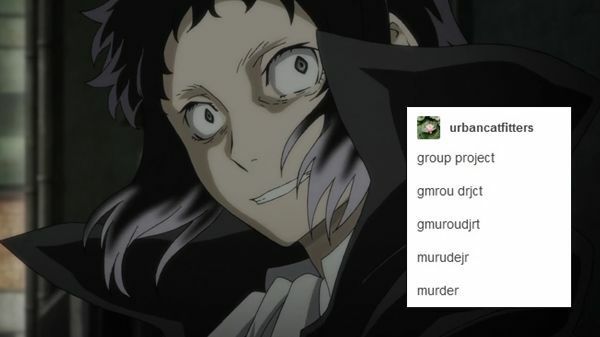 urbancatfitters
group project
gmrou drjct
gmuroudjrt
murudejr
murder